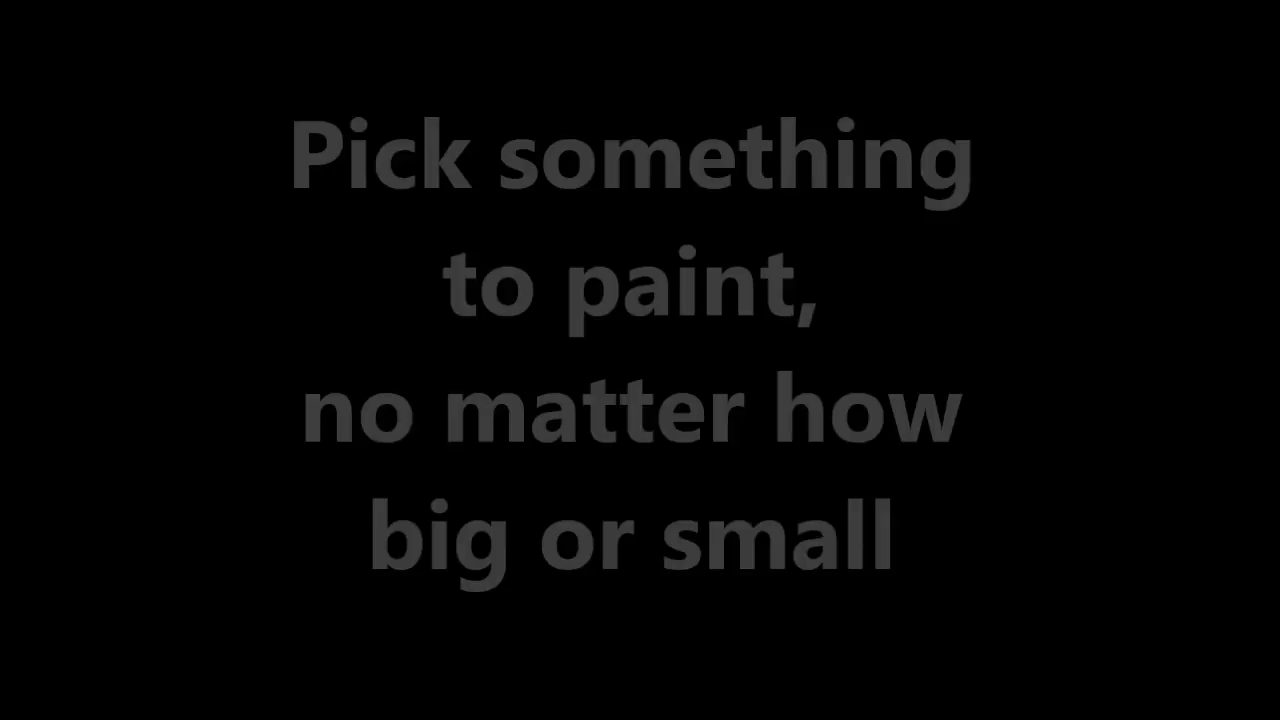 Pick something
to paint,
no matter how
big or small